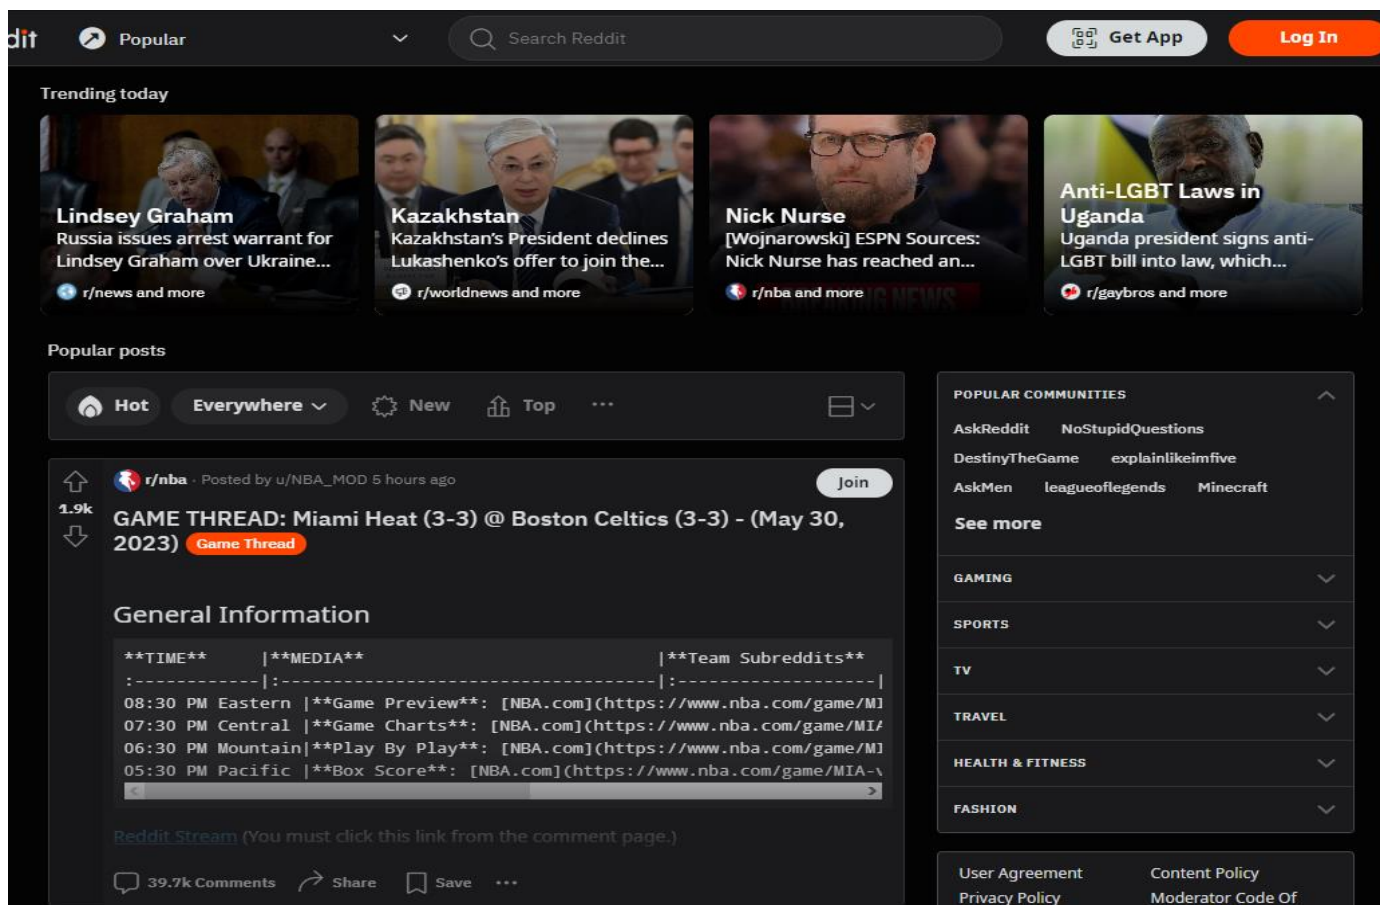 dit
Popular
Search Reddit
Get App
Log In
Trending today
Lindsey Graham
Russia issues arrest warrant for
Lindsey Graham over Ukraine...
r/news and more
Kazakhstan
Kazakhstan's President declines
Lukashenko's offer to join the...
r/worldnews and more
Nick Nurse
[Wojnarowski] ESPN Sources:
Nick Nurse has reached an...
r/nba and more
BREAKING NEWS
Anti-LGBT Laws in
Uganda
Uganda president signs anti-
LGBT bill into law, which...
r/gaybros and more
Popular posts
Hot
Everywhere
New
Top
r/nba · Posted by u/NBA_MOD 5 hours ago
Join
1.9k
GAME THREAD: Miami Heat (3-3) @ Boston Celtics (3-3) - (May 30,
2023) Game Thread
General Information
**TIME** |**MEDIA** |**Team Subreddits**
:------------|:------------------------------------|:-------------------|
08:30 PM Eastern |**Game Preview**: [NBA.com](https://www.nba.com/game/MI
07:30 PM Central |**Game Charts**: [NBA.com](https://www.nba.com/game/MIA
06:30 PM Mountain|**Play By Play**: [NBA.com](https://www.nba.com/game/MI
05:30 PM Pacific |**Box Score**: [NBA.com](https://www.nba.com/game/MIA-v
Reddit Stream (You must click this link from the comment page.)
39.7k Comments
Share
Save
POPULAR COMMUNITIES
AskReddit NoStupidQuestions
DestinyTheGame explainlikeimfive
AskMen leagueoflegends Minecraft
See more
GAMING
SPORTS
TV
TRAVEL
HEALTH & FITNESS
FASHION
User Agreement Content Policy
Privacy Policy Moderator Code Of